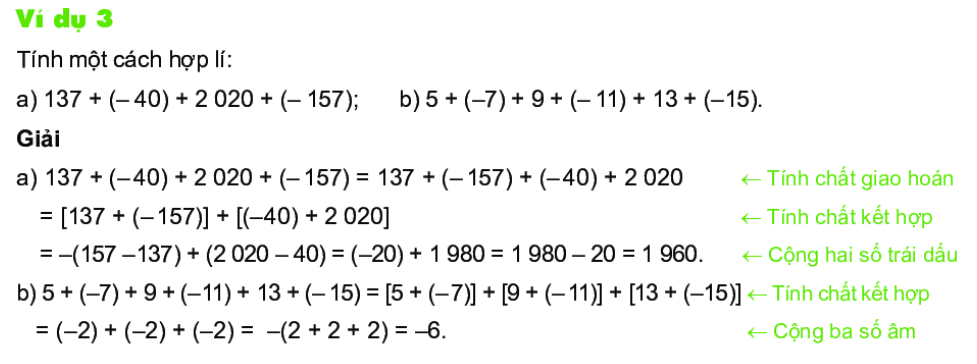 Ví dụ 3
Tính một cách hợp lí:
a) 137 + (– 40) + 2 020 + (– 157); b) 5 + (–7) + 9 + (– 11) + 13 + (–15).
Giải
a) 137 + (–40) + 2 020 + (– 157) = 137 + (– 157) + (–40) + 2 020 ← Tính chất giao hoán
= [137 + (– 157)] + [(–40) + 2 020] ← Tính chất kết hợp
= –(157 –137) + (2 020 – 40) = (–20) + 1 980 = 1 980 – 20 = 1 960. ← Cộng hai số trái dấu
b) 5 + (–7) + 9 + (–11) + 13 + (– 15) = [5 + (–7)] + [9 + (– 11)] + [13 + (–15)] ← Tính chất kết hợp
= (–2) + (–2) + (–2) = –(2 + 2 + 2) = –6. ← Cộng ba số âm